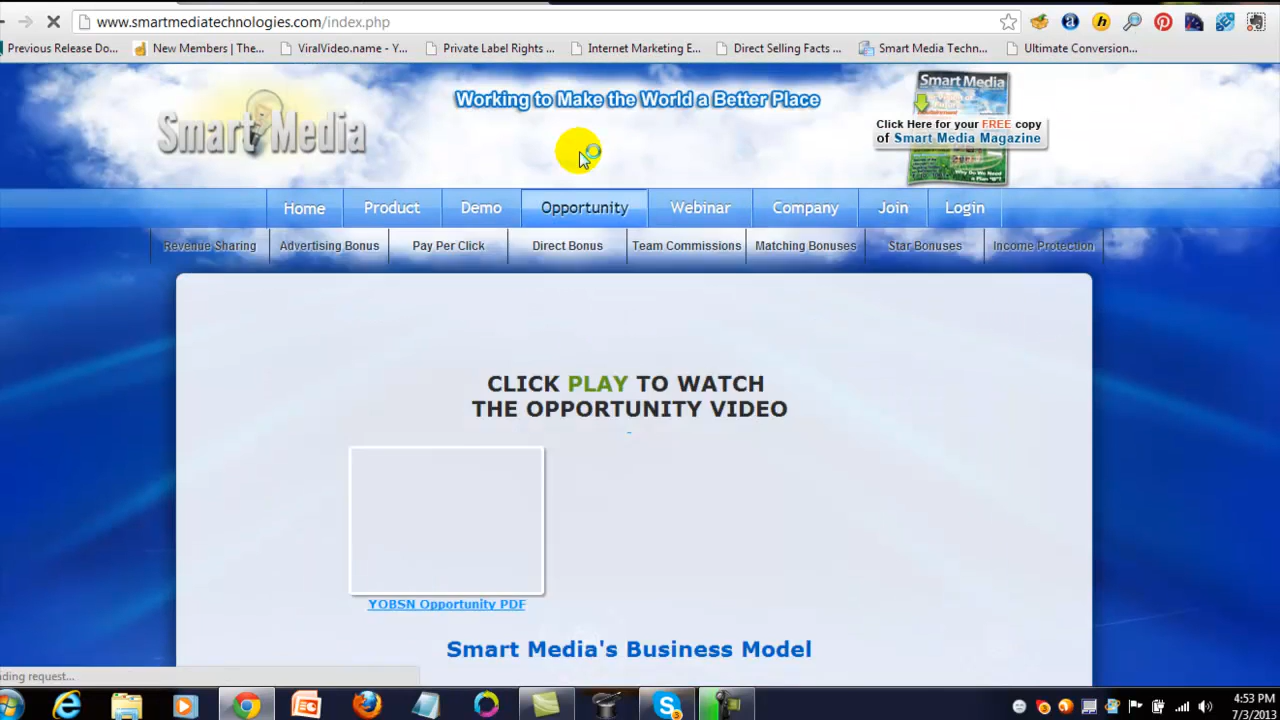 www.smartmediatechnologies.com/index.php
Previous Release Do... New Members | The... ViralVideo.name - Y... Private Label Rights ... Internet Marketing E... Direct Selling Facts ... Smart Media Techn... Ultimate Conversion...
Smart Media
Working to Make the World a Better Place
Smart Media
Click Here for your FREE copy
of Smart Media Magazine
Home Product Demo Opportunity Webinar Company Join Login
Revenue Sharing Advertising Bonus Pay Per Click Direct Bonus Team Commissions Matching Bonuses Star Bonuses Income Protection
CLICK PLAY TO WATCH
THE OPPORTUNITY VIDEO
YOBSN Opportunity PDF
Smart Media's Business Model
ding request...
4:53 PM
7/3/2013